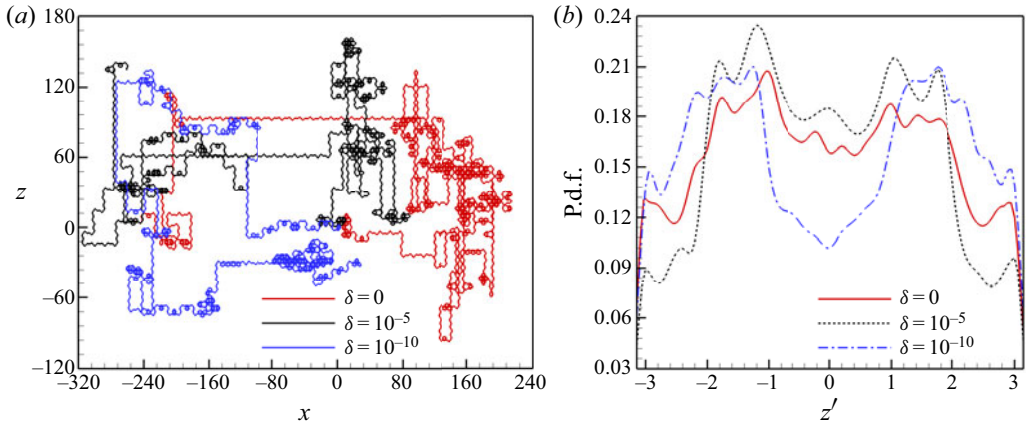 (a)
180
120
60
z
0
−60
−120
−320 −240 −160 −80 0 80 160 240
x
δ = 0
δ = 10⁻⁵
δ = 10⁻¹⁰
(b)
0.24
0.21
0.18
P.d.f.
0.15
0.12
0.09
0.06
0.03
−3 −2 −1 0 1 2 3
z′
δ = 0
δ = 10⁻⁵
δ = 10⁻¹⁰